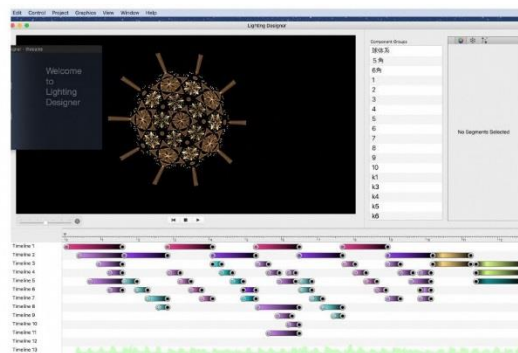 Edit Control Project Graphics View Window Help
Lighting Designer
Welcome
to
Lighting
Designer
Component Groups
球体系
5角
6角
1
2
3
4
5
6
7
8
9
10
k1
k3
k4
k5
k6
No Segments Selected
Timeline 1
Timeline 2
Timeline 3
Timeline 4
Timeline 5
Timeline 6
Timeline 7
Timeline 8
Timeline 9
Timeline 10
Timeline 11
Timeline 12
Timeline 13